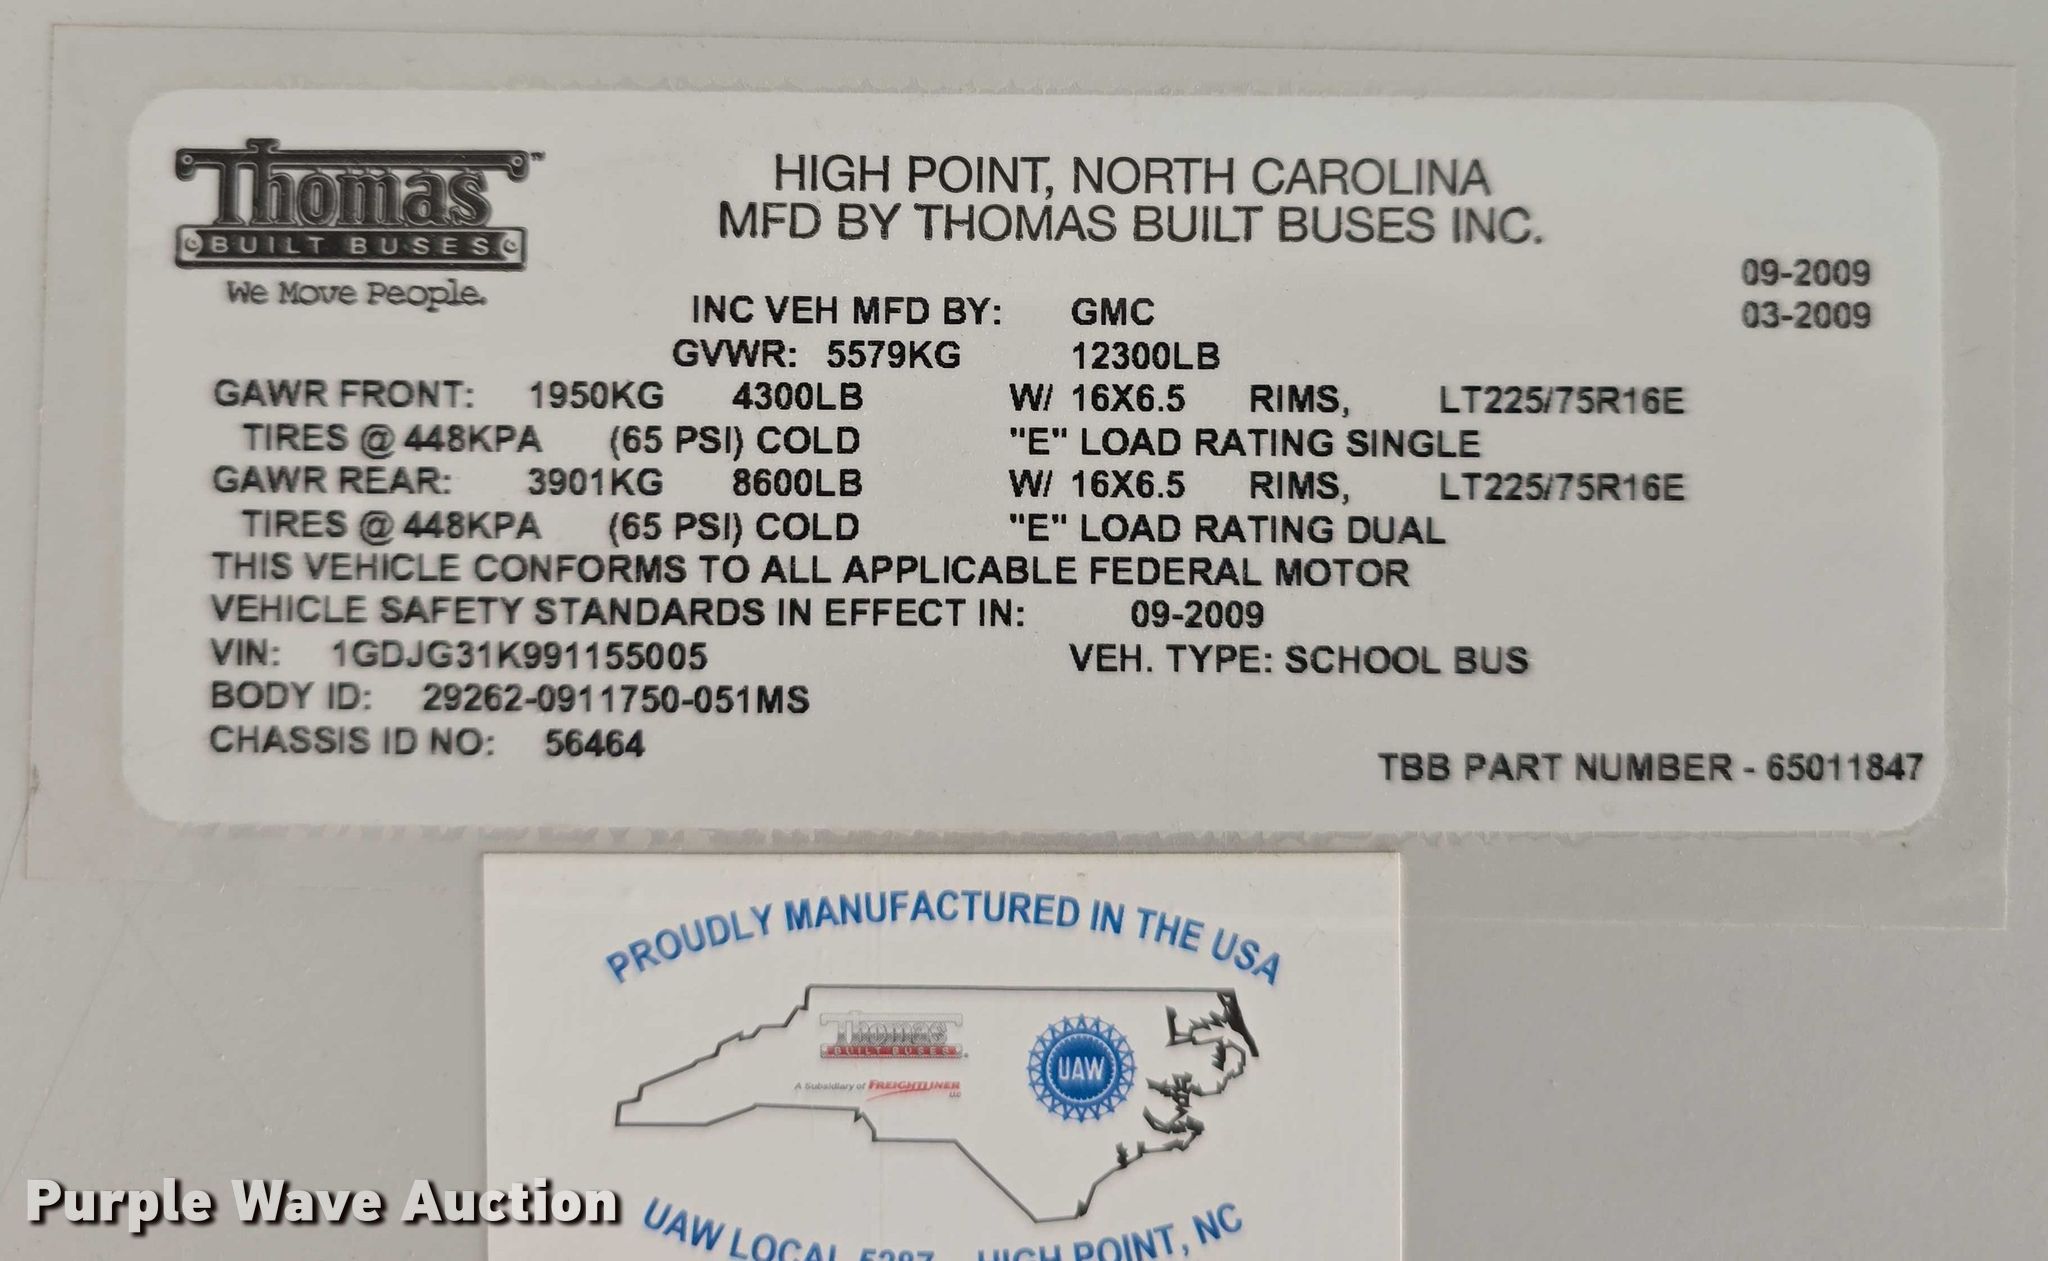 Thomas
BUILT BUSES
We Move People.
HIGH POINT, NORTH CAROLINA
MFD BY THOMAS BUILT BUSES INC.
09-2009
INC VEH MFD BY: GMC 03-2009
GVWR: 5579KG 12300LB
GAWR FRONT: 1950KG 4300LB W/ 16X6.5 RIMS, LT225/75R16E
TIRES @ 448KPA (65 PSI) COLD "E" LOAD RATING SINGLE
GAWR REAR: 3901KG 8600LB W/ 16X6.5 RIMS, LT225/75R16E
TIRES @ 448KPA (65 PSI) COLD "E" LOAD RATING DUAL
THIS VEHICLE CONFORMS TO ALL APPLICABLE FEDERAL MOTOR
VEHICLE SAFETY STANDARDS IN EFFECT IN: 09-2009
VIN: 1GDJG31K991155005 VEH. TYPE: SCHOOL BUS
BODY ID: 29262-0911750-051MS
CHASSIS ID NO: 56464
TBB PART NUMBER - 65011847
PROUDLY MANUFACTURED IN THE USA
Thomas
BUILT BUSES
A Subsidiary of FREIGHTLINER
LLC
UAW
UAW LOCAL 5287 HIGH POINT, NC
Purple Wave Auction